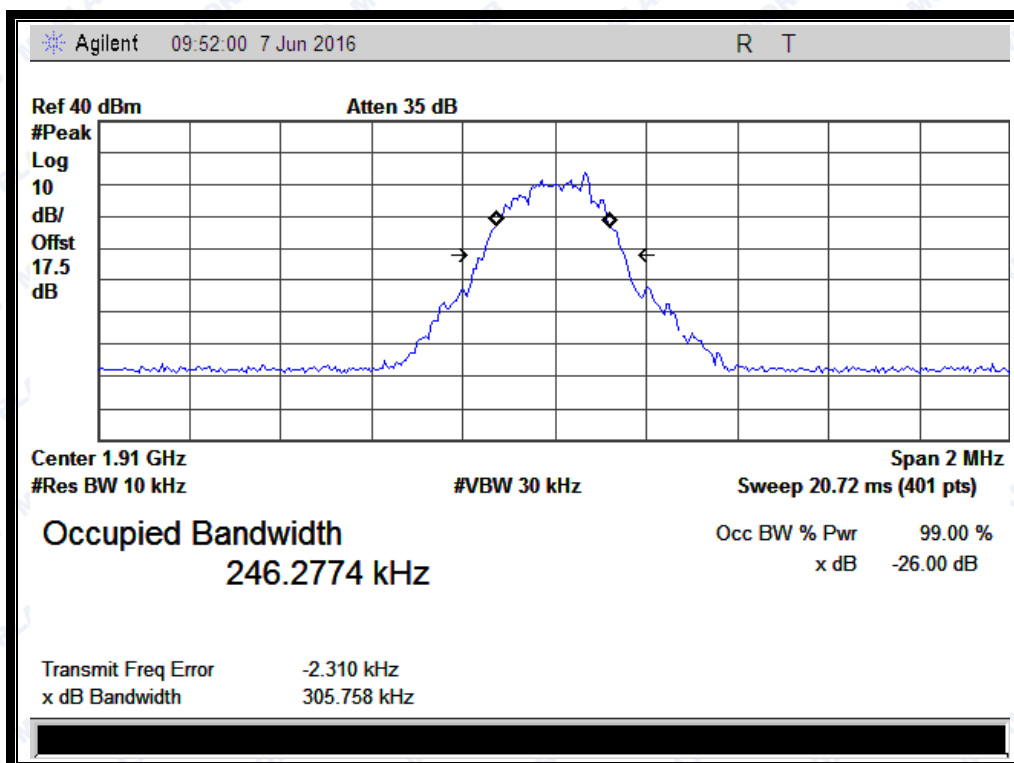 Agilent 09:52:00 7 Jun 2016 R T
Ref 40 dBm Atten 35 dB
#Peak
Log
10
dB/
Offst
17.5
dB
Center 1.91 GHz Span 2 MHz
#Res BW 10 kHz #VBW 30 kHz Sweep 20.72 ms (401 pts)
Occupied Bandwidth Occ BW % Pwr 99.00 %
246.2774 kHz x dB -26.00 dB
Transmit Freq Error -2.310 kHz
x dB Bandwidth 305.758 kHz